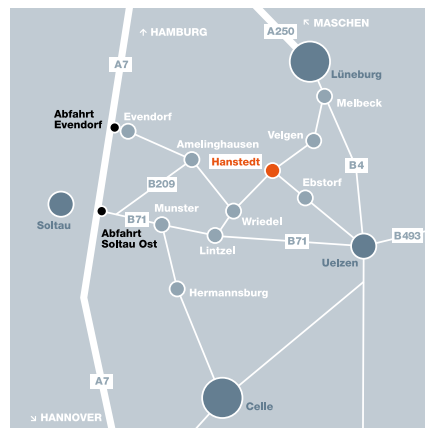 ↑ HAMBURG
↖ MASCHEN
A250
A7
Lüneburg
Abfahrt
Evendorf
Evendorf
Melbeck
Velgen
Amelinghausen
Hanstedt
B4
B209
Ebstorf
Soltau
Munster
B71
Wriedel
Abfahrt
Soltau Ost
Lintzel
B71
B493
Uelzen
Hermannsburg
A7
Celle
↘ HANNOVER